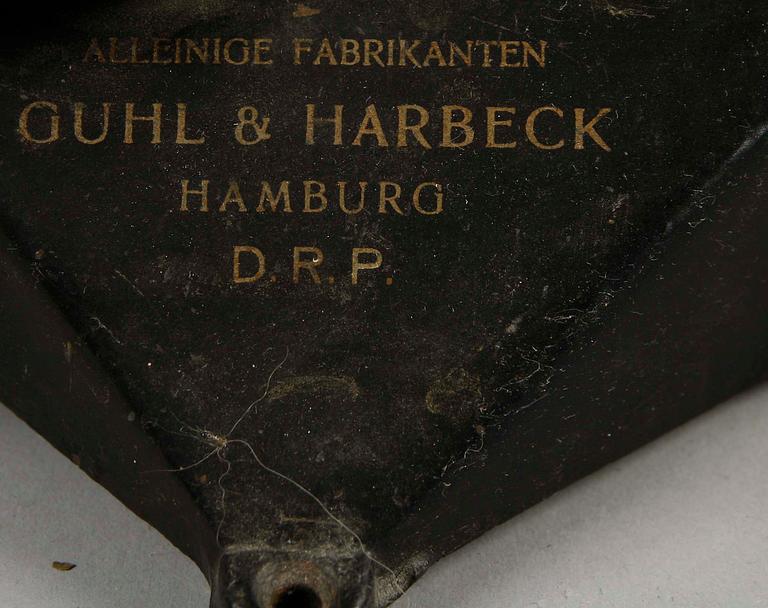 ALLEINIGE FABRIKANTEN
GUHL & HARBECK
HAMBURG
D.R.P.